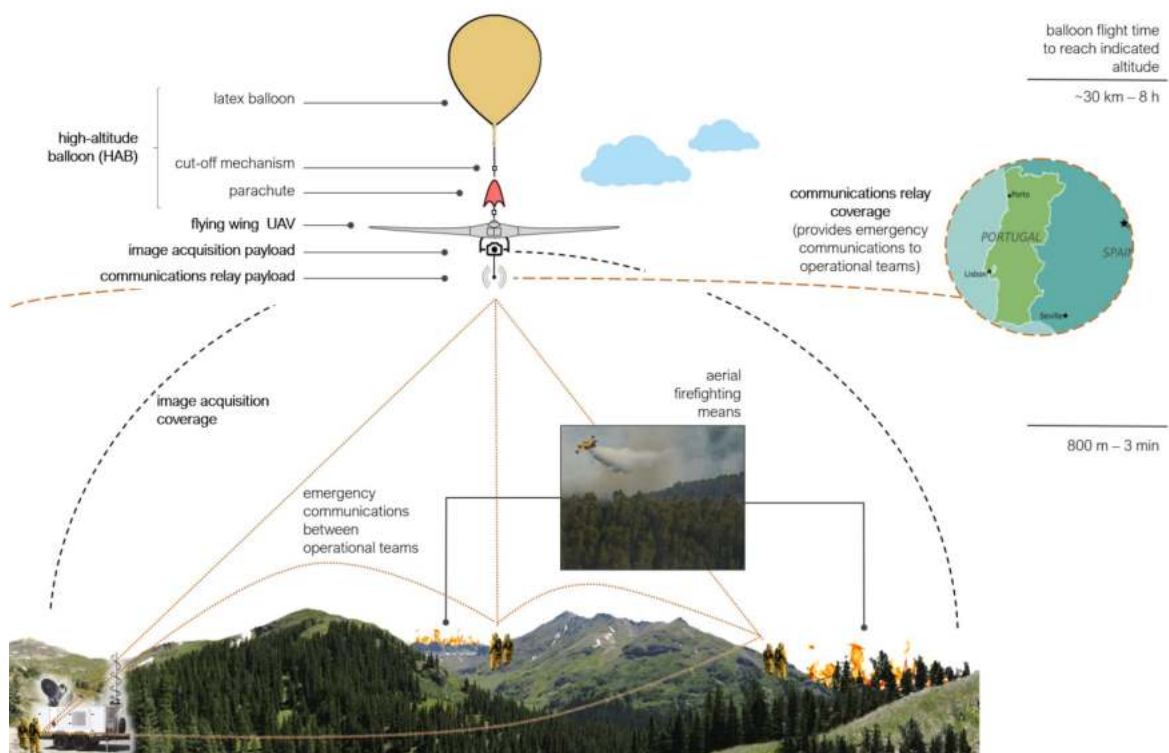 balloon flight time
to reach indicated
altitude
~30 km – 8 h
latex balloon
high-altitude
balloon (HAB)
cut-off mechanism
parachute
flying wing UAV
image acquisition payload
communications relay payload
communications relay
coverage
(provides emergency
communications to
operational teams)
Porto
PORTUGAL
SPAIN
Lisbon
Seville
image acquisition
coverage
aerial
firefighting
means
800 m – 3 min
emergency
communications
between
operational teams